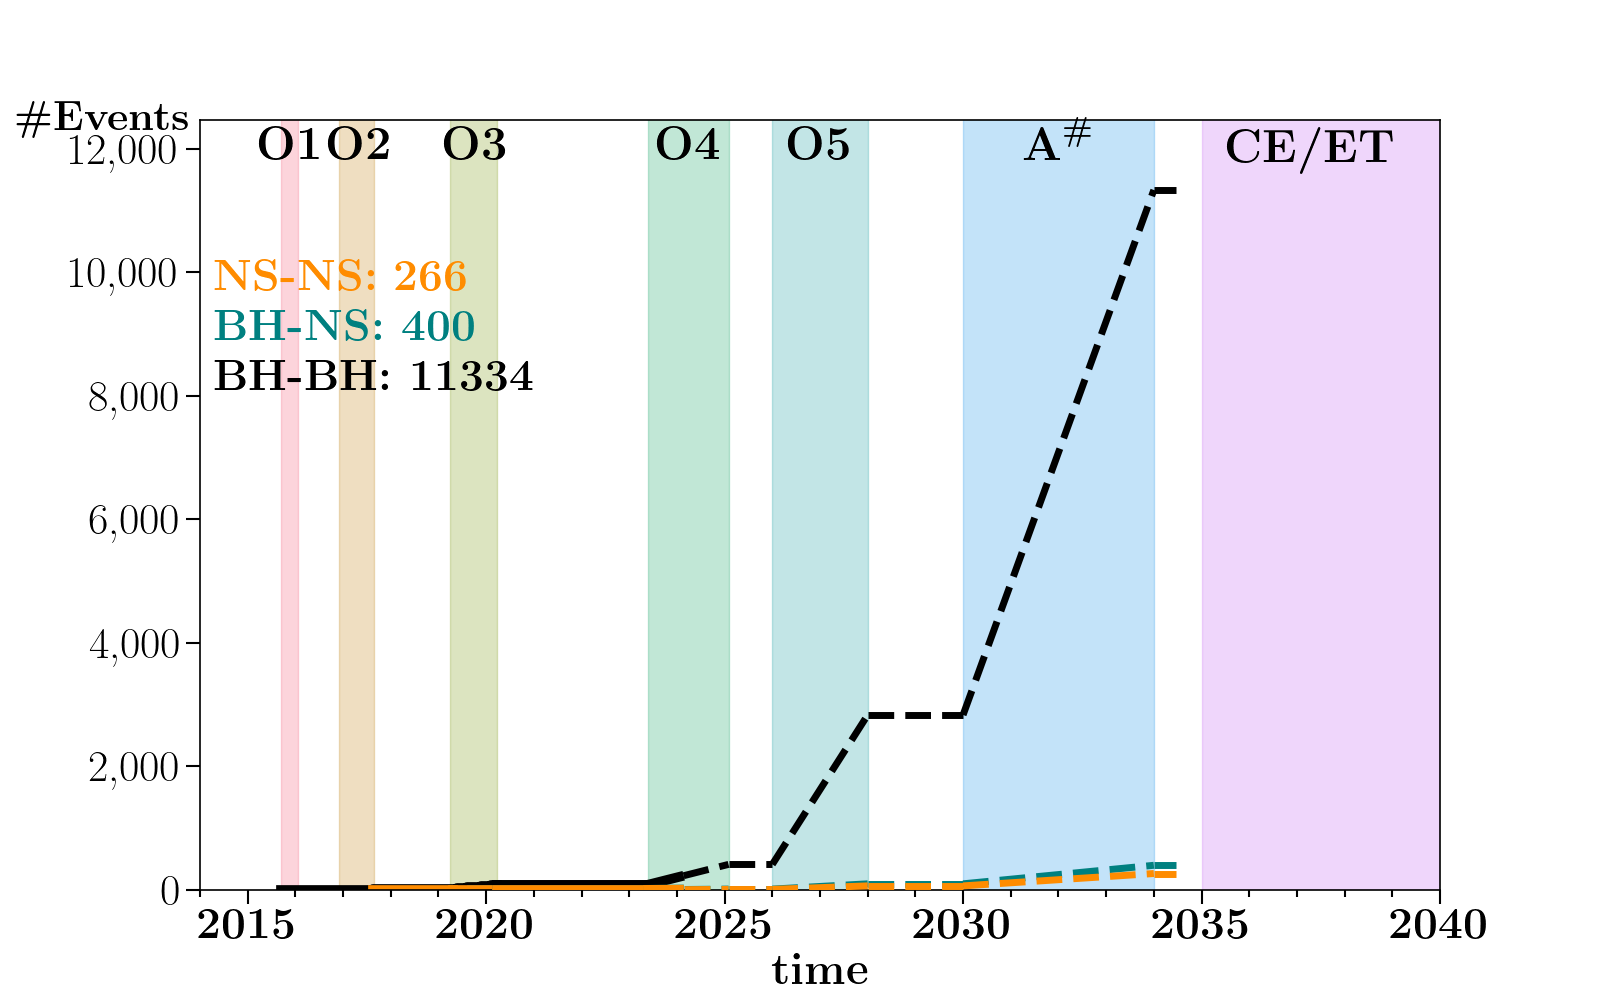 #Events
O1 O2 O3 O4 O5 A# CE/ET
12,000
10,000
NS-NS: 266
BH-NS: 400
BH-BH: 11334
8,000
6,000
4,000
2,000
0
2015 2020 2025 2030 2035 2040
time